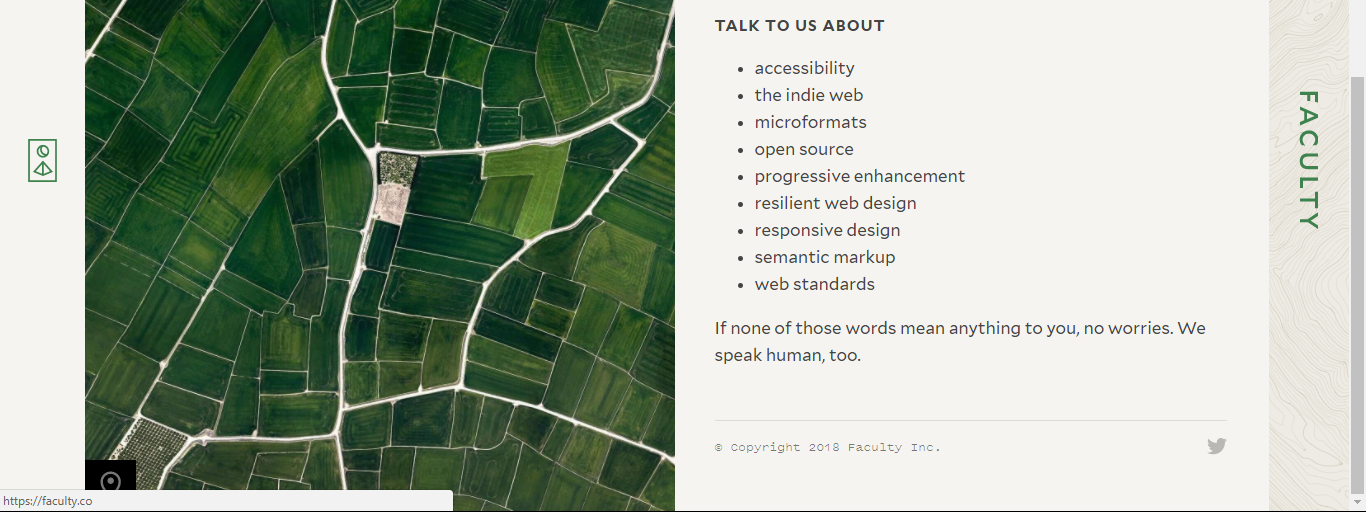 TALK TO US ABOUT
accessibility
the indie web
microformats
open source
progressive enhancement
resilient web design
responsive design
semantic markup
web standards
If none of those words mean anything to you, no worries. We
speak human, too.
© Copyright 2018 Faculty Inc.
FACULTY
https://faculty.co